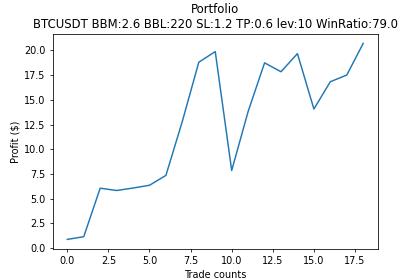 Portfolio
BTCUSDT BBM:2.6 BBL:220 SL:1.2 TP:0.6 lev:10 WinRatio:79.0
20.0
17.5
15.0
12.5
10.0
7.5
5.0
2.5
0.0
Profit ($)
0.0 2.5 5.0 7.5 10.0 12.5 15.0 17.5
Trade counts